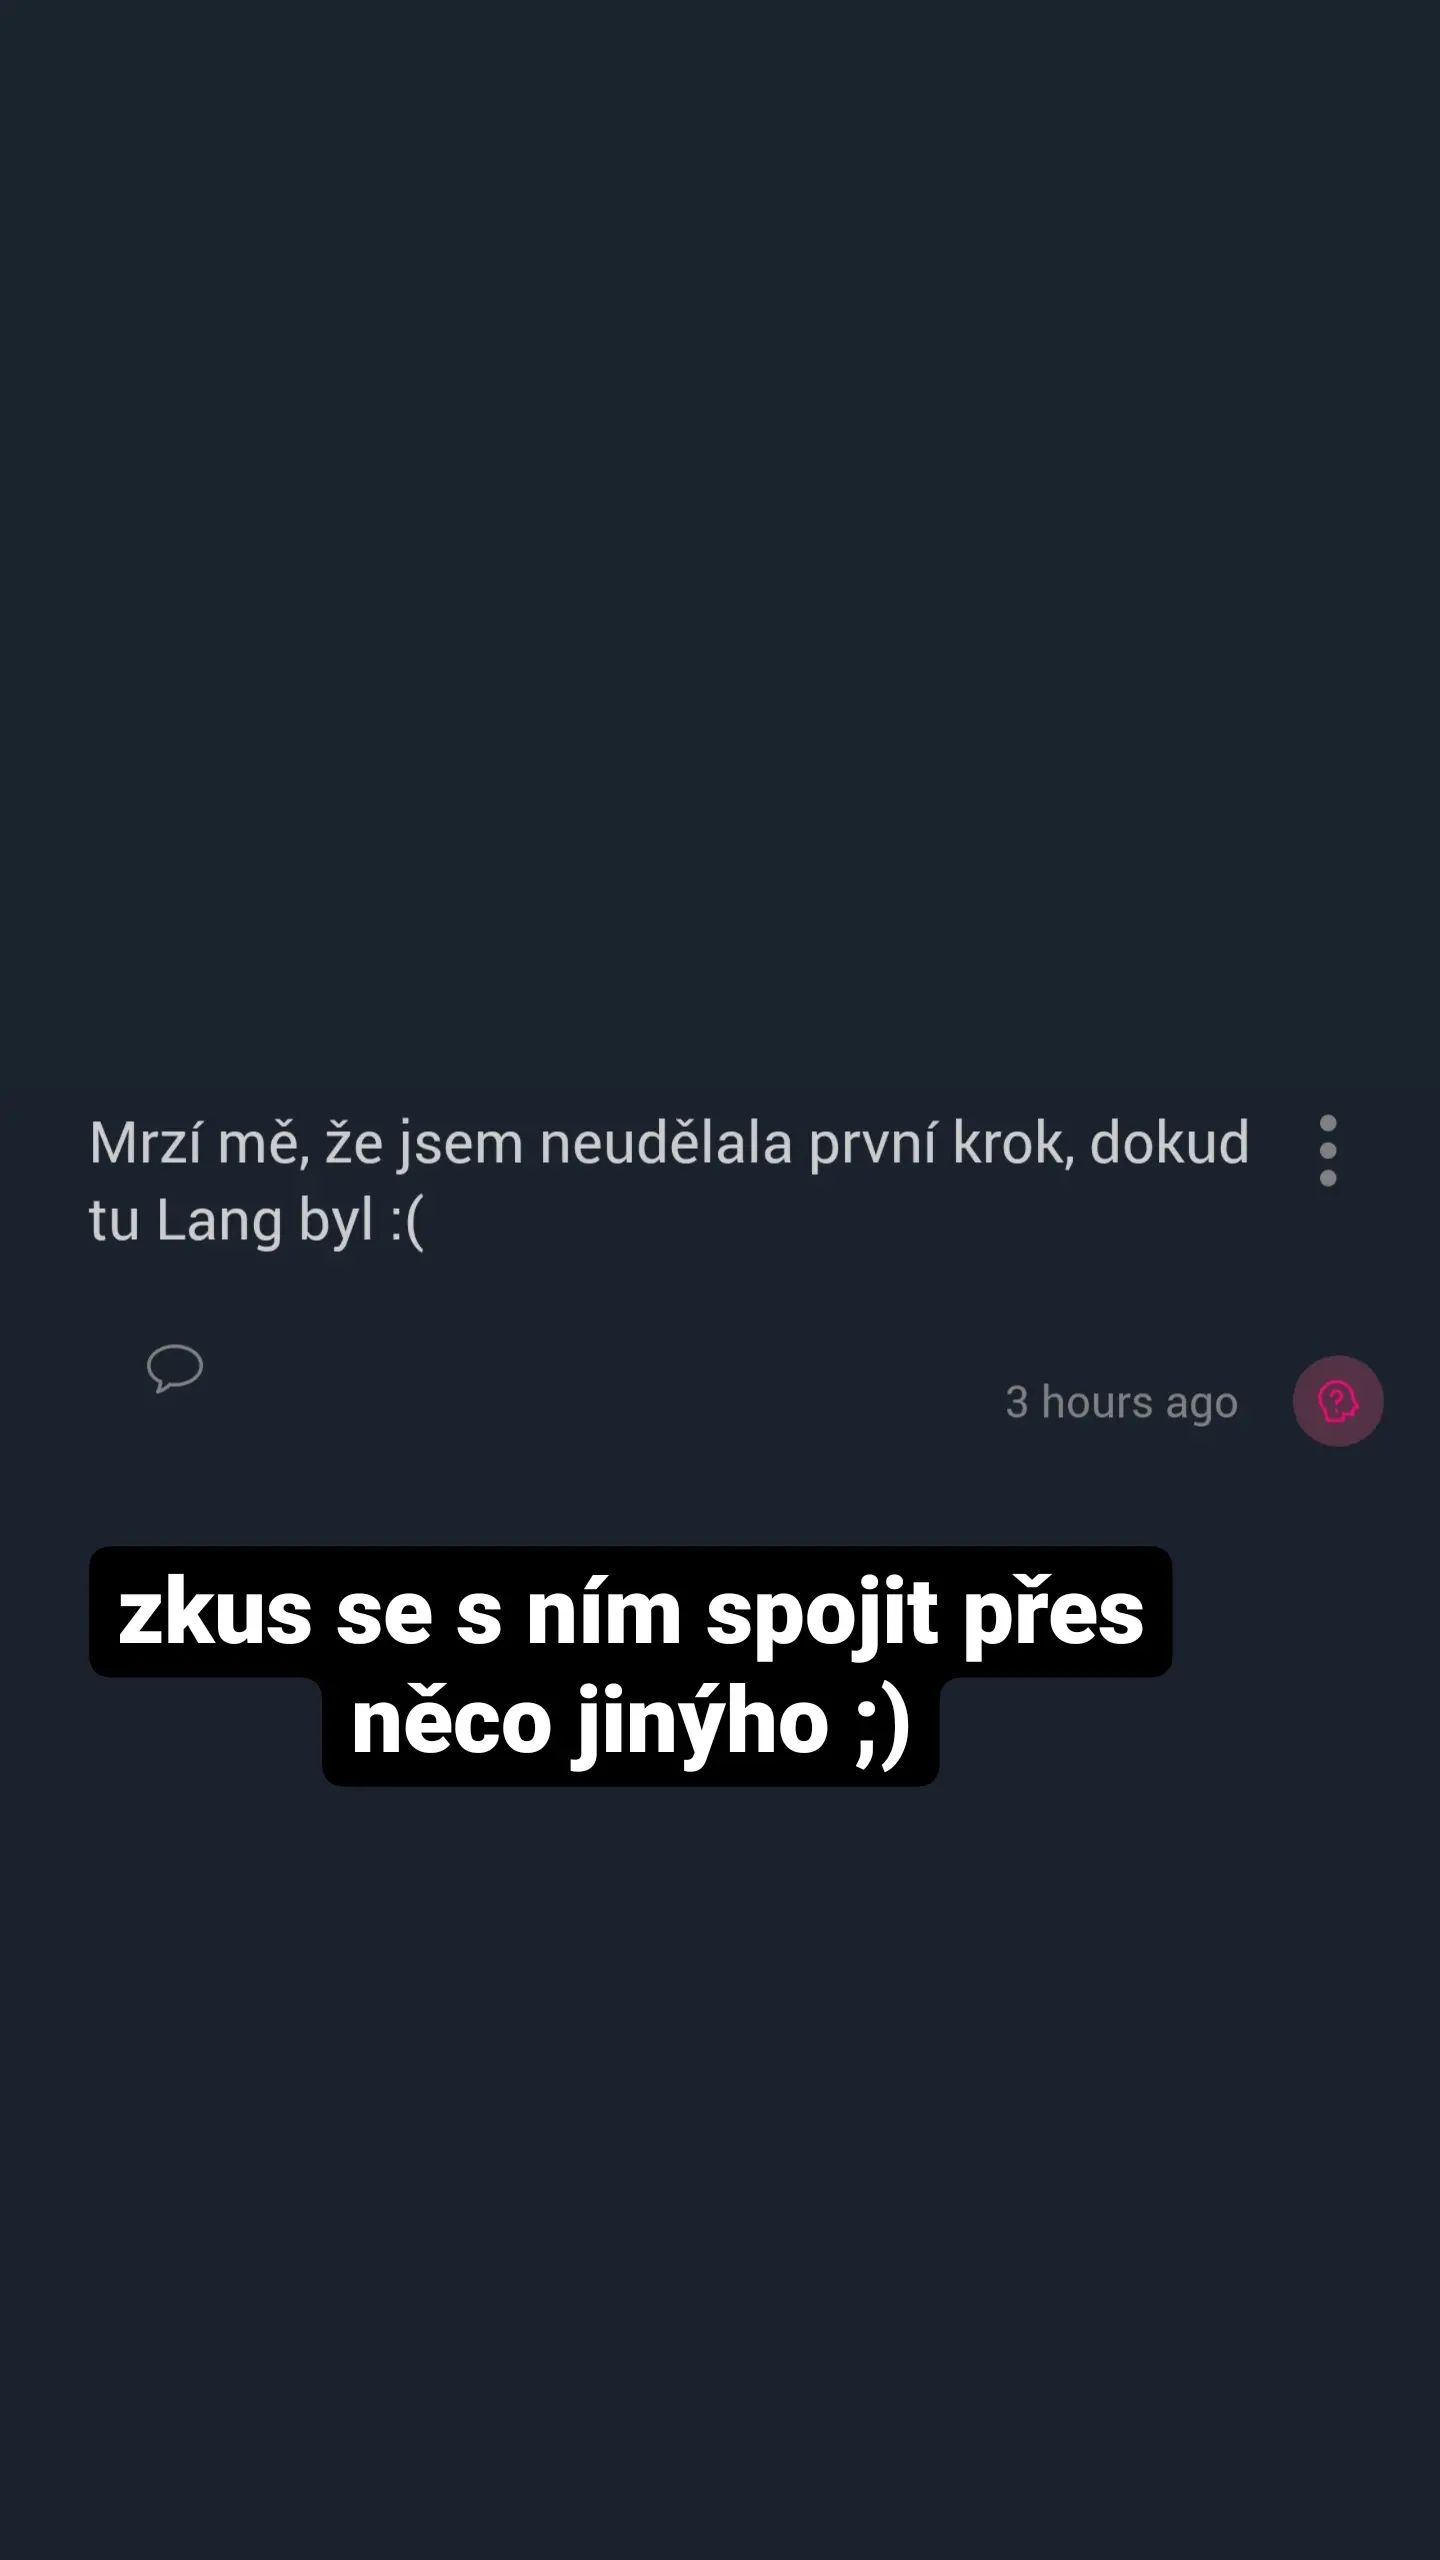 Mrzí mě, že jsem neudělala první krok, dokud
tu Lang byl :(
3 hours ago
zkus se s ním spojit přes
něco jinýho ;)